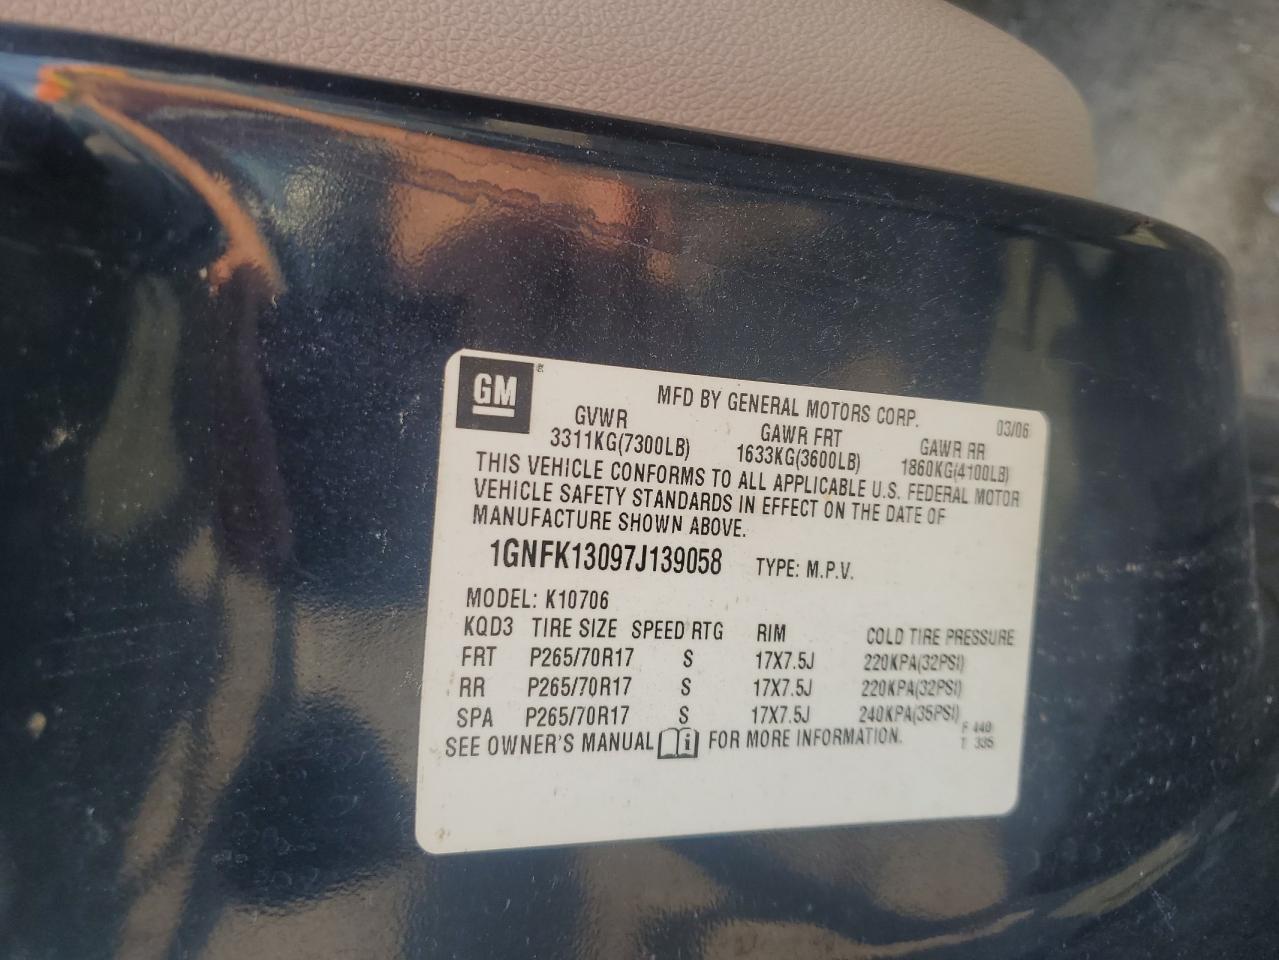 GM
MFD BY GENERAL MOTORS CORP. 03/06
GVWR GAWR FRT GAWR RR
3311KG(7300LB) 1633KG(3600LB) 1860KG(4100LB)
THIS VEHICLE CONFORMS TO ALL APPLICABLE U.S. FEDERAL MOTOR
VEHICLE SAFETY STANDARDS IN EFFECT ON THE DATE OF
MANUFACTURE SHOWN ABOVE.
1GNFK13097J139058 TYPE: M.P.V.
MODEL: K10706
KQD3 TIRE SIZE SPEED RTG RIM COLD TIRE PRESSURE
FRT P265/70R17 S 17X7.5J 220KPA(32PSI)
RR P265/70R17 S 17X7.5J 220KPA(32PSI)
SPA P265/70R17 S 17X7.5J 240KPA(35PSI)
SEE OWNER'S MANUAL i FOR MORE INFORMATION.
F 440
T 335